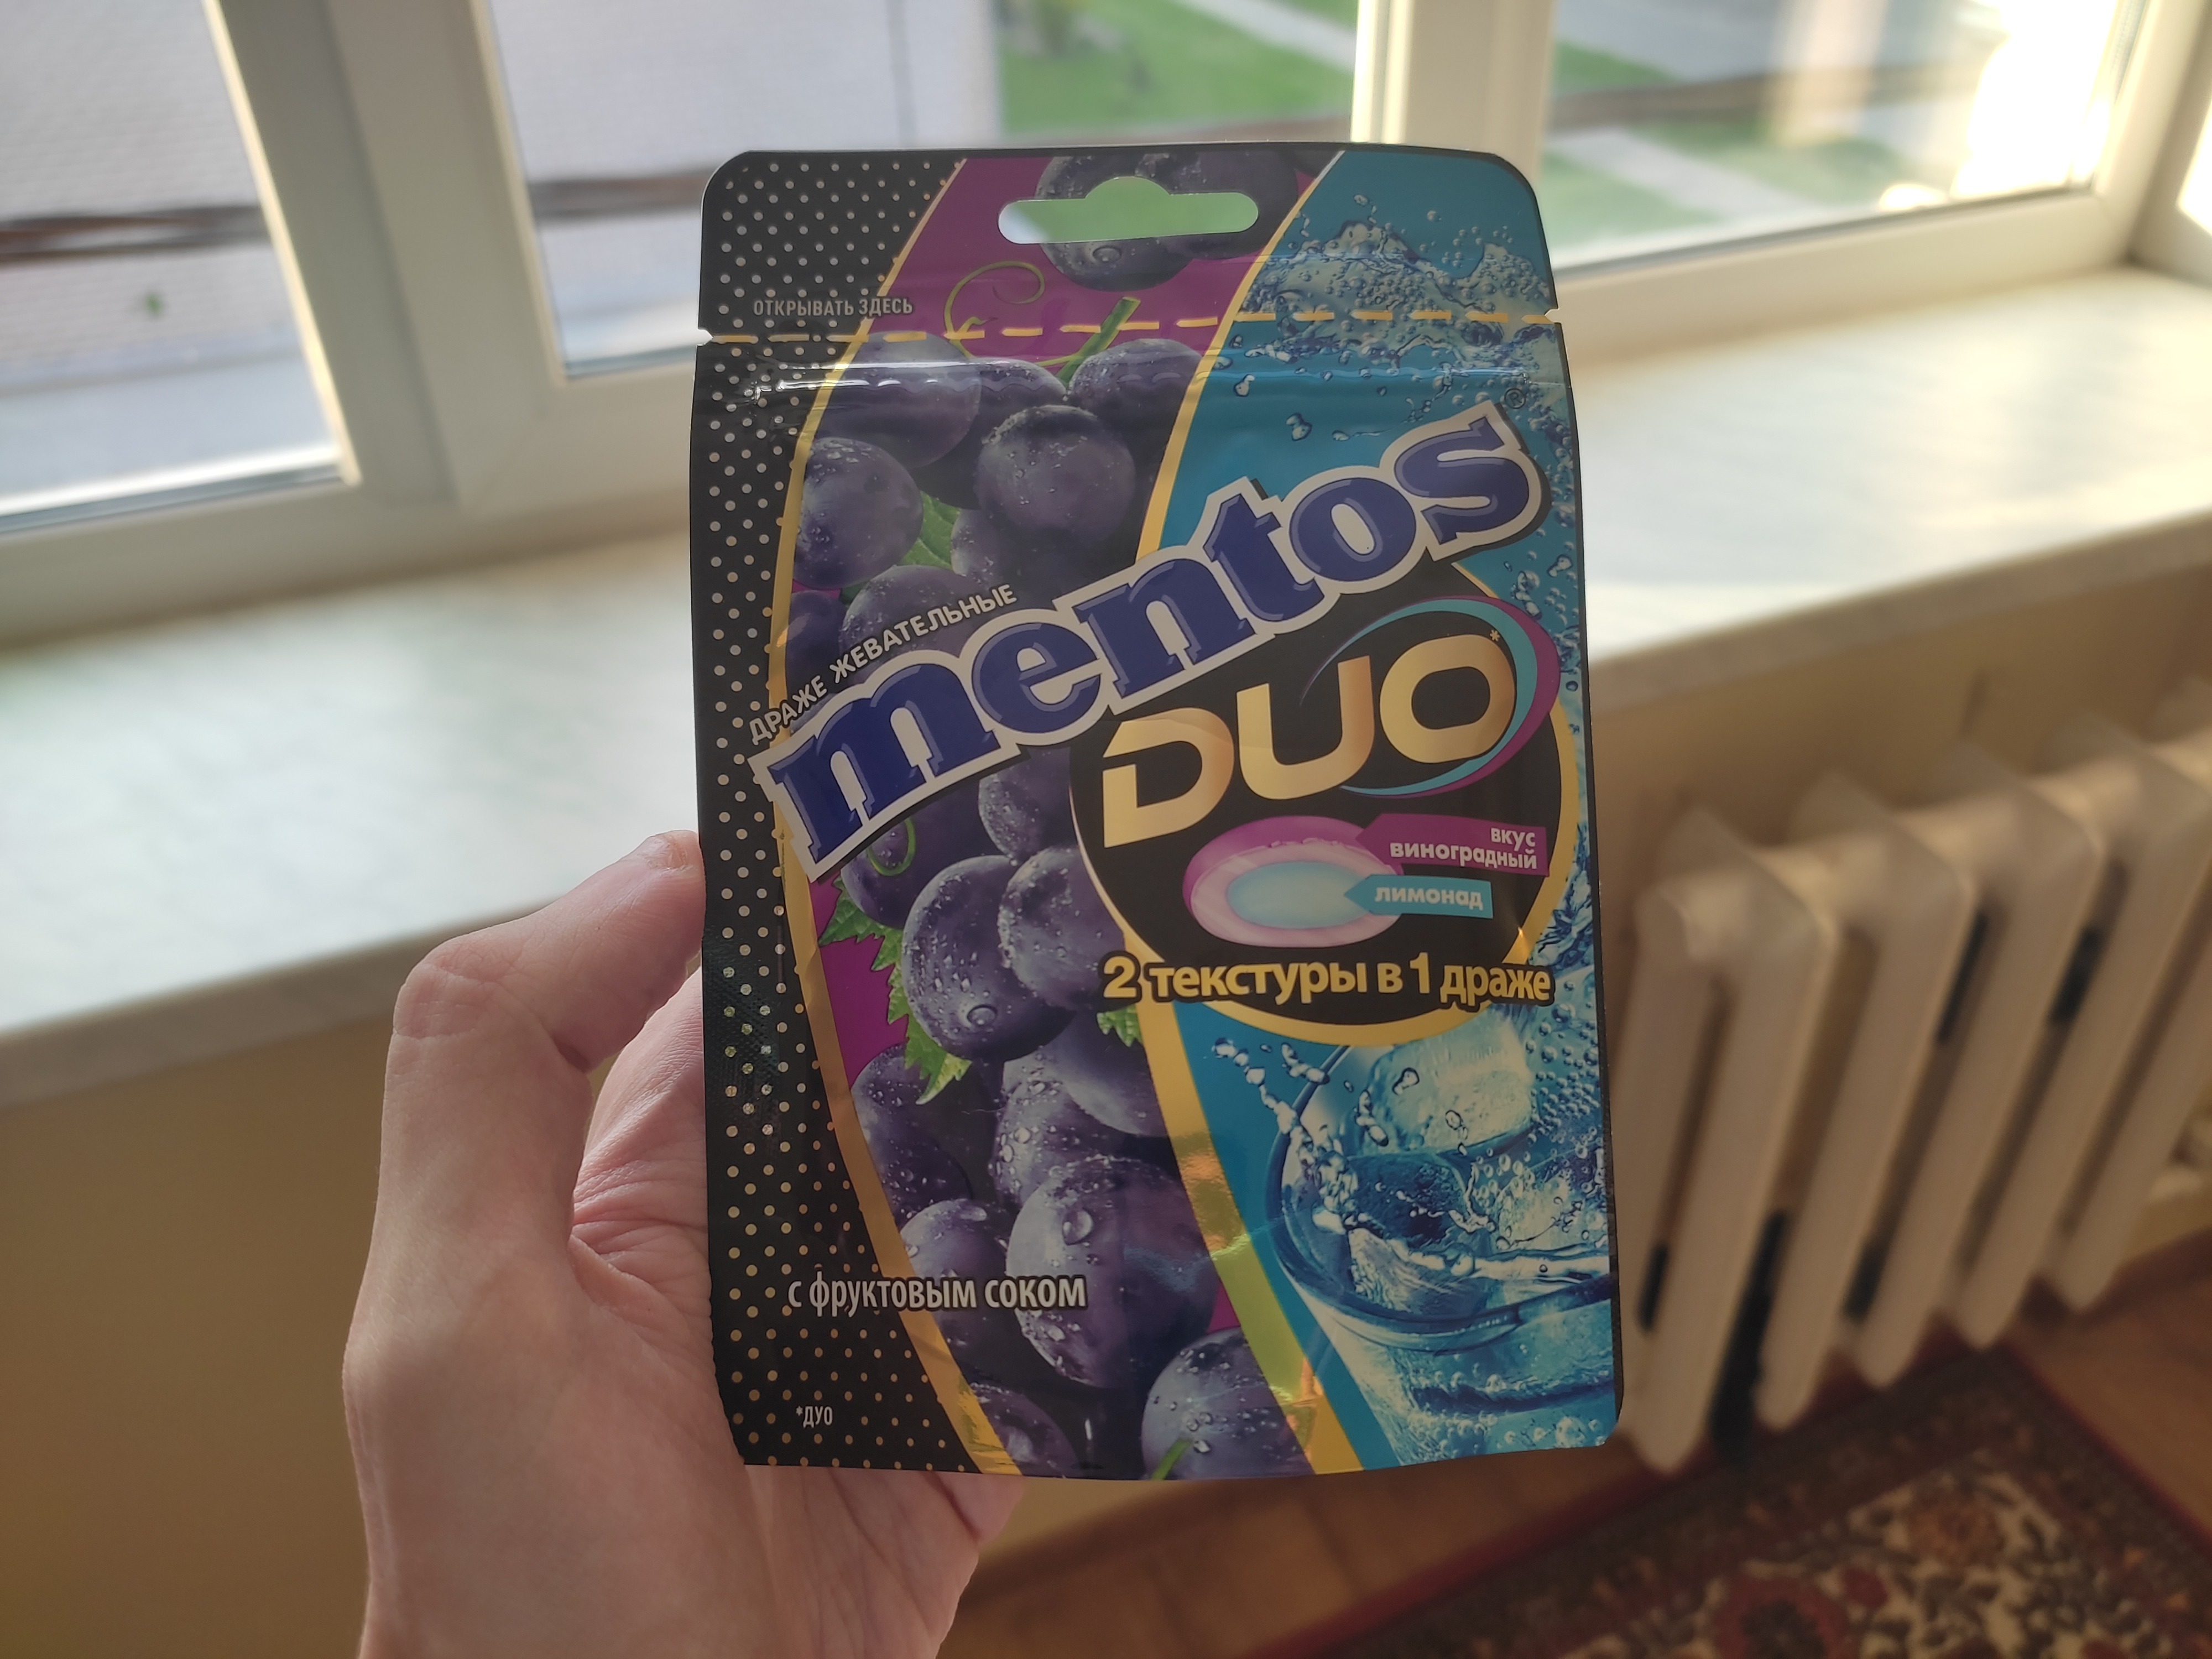 ОТКРЫВАТЬ ЗДЕСЬ
ДРАЖЕ ЖЕВАТЕЛЬНЫЕ
mentos®
DUO*
вкус
виноградный
лимонад
2 текстуры в 1 драже
с фруктовым соком
*ДУО